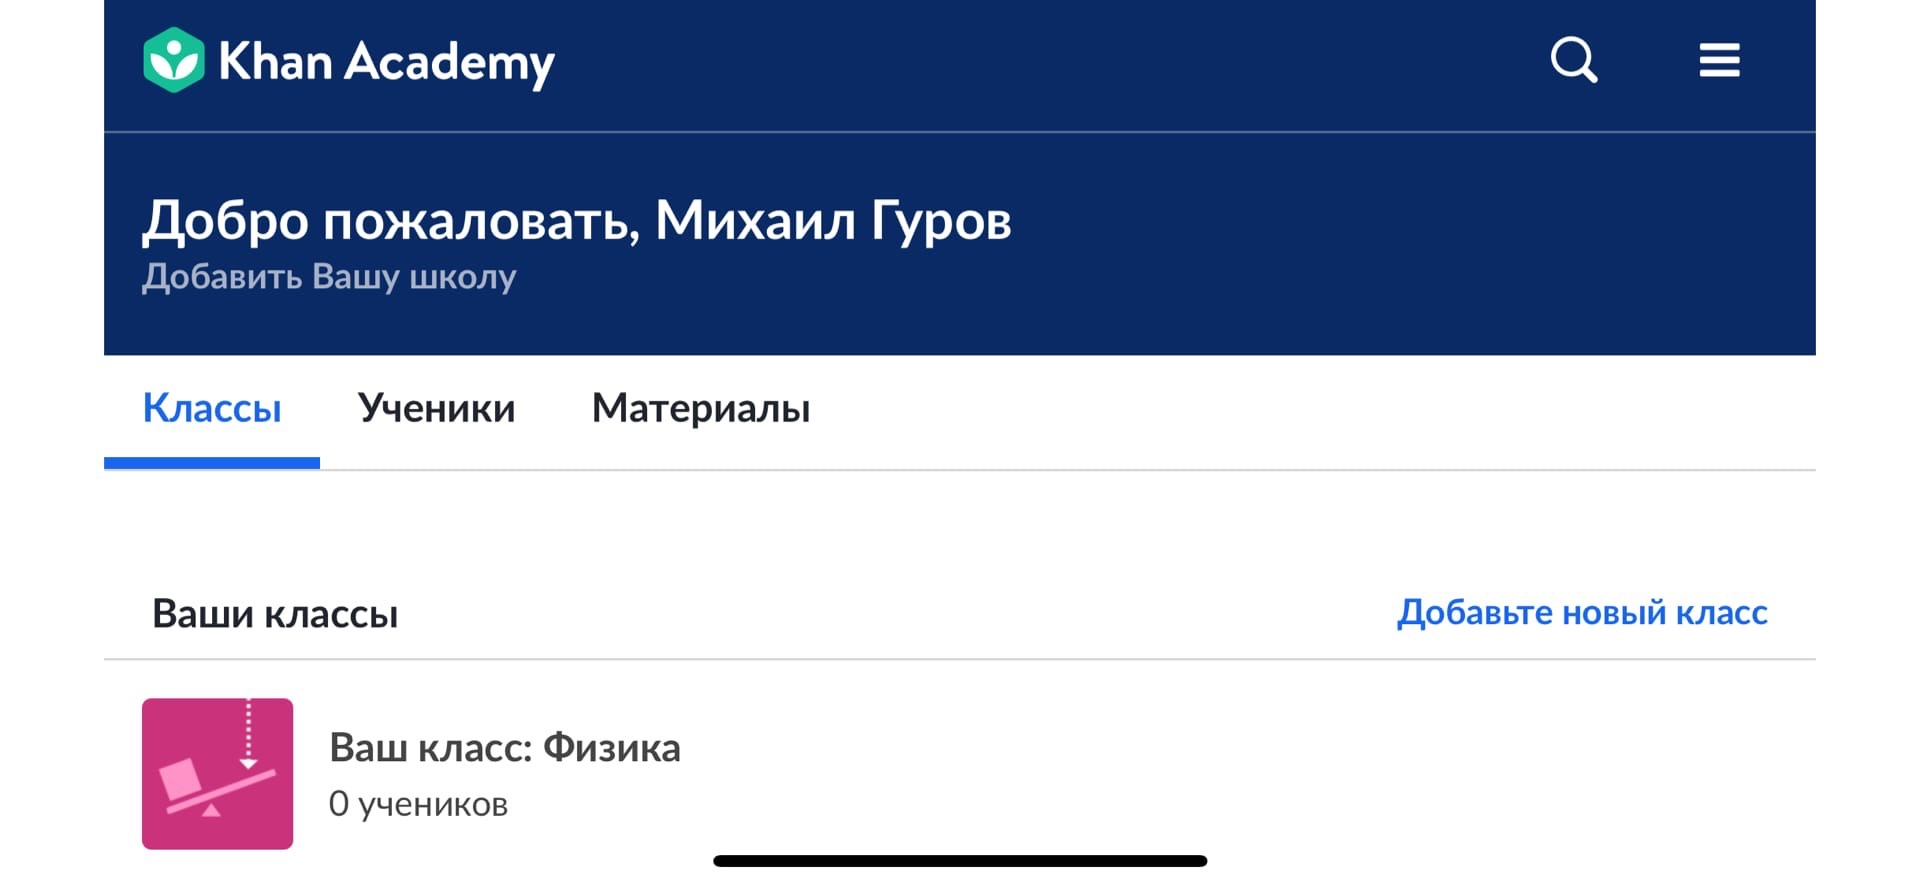 Khan Academy
Добро пожаловать, Михаил Гуров
Добавить Вашу школу
Классы Ученики Материалы
Ваши классы Добавьте новый класс
Ваш класс: Физика
0 учеников